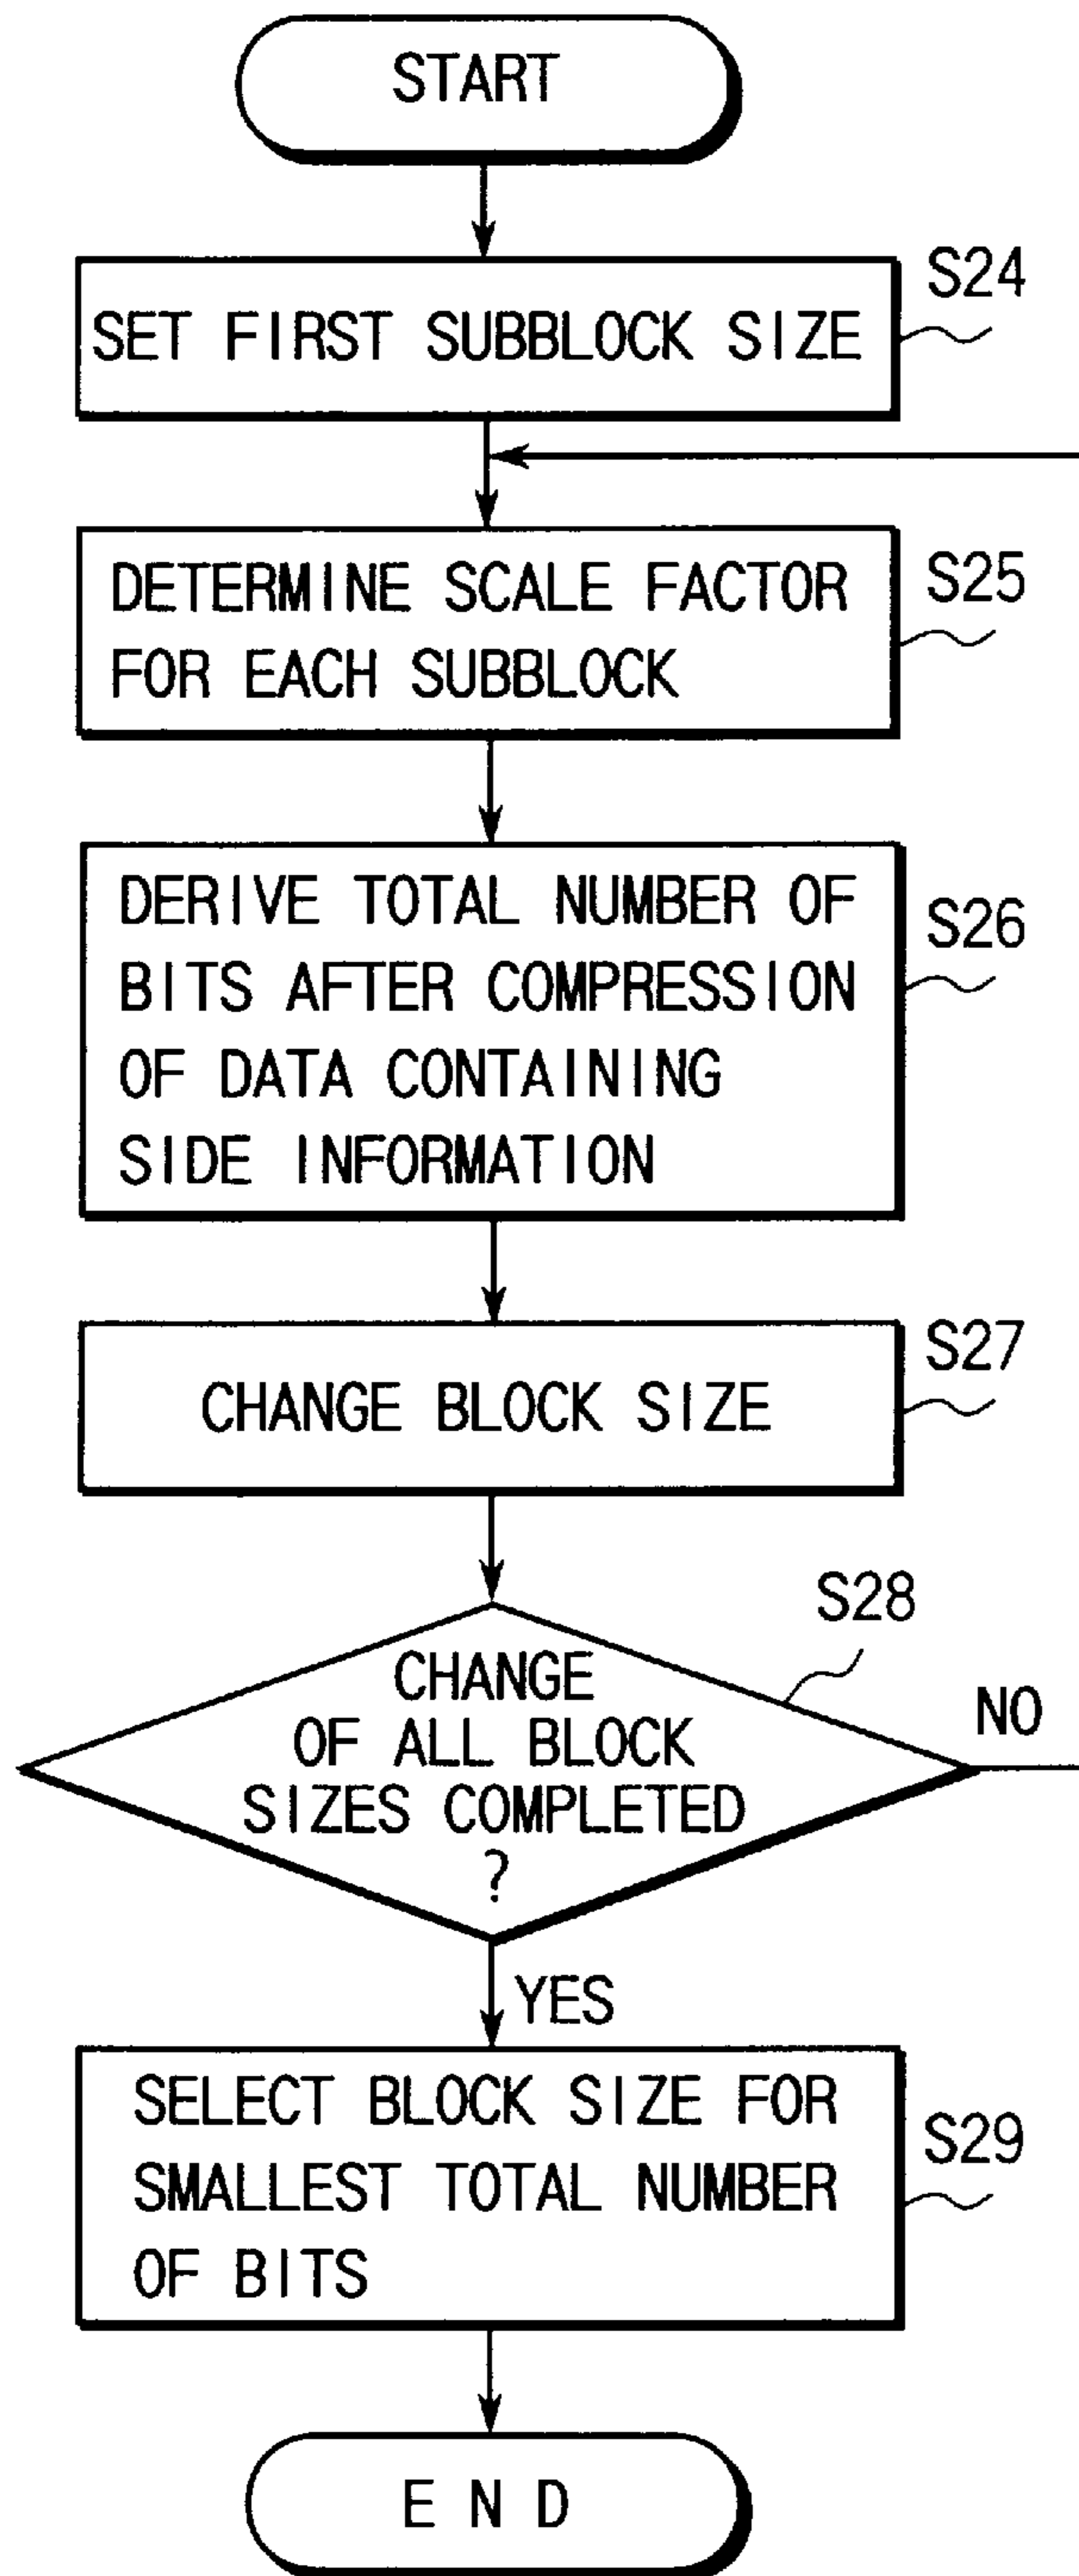 START
S24
SET FIRST SUBBLOCK SIZE
S25
DETERMINE SCALE FACTOR
FOR EACH SUBBLOCK
S26
DERIVE TOTAL NUMBER OF
BITS AFTER COMPRESSION
OF DATA CONTAINING
SIDE INFORMATION
S27
CHANGE BLOCK SIZE
S28
CHANGE
OF ALL BLOCK
SIZES COMPLETED
?
NO
YES
S29
SELECT BLOCK SIZE FOR
SMALLEST TOTAL NUMBER
OF BITS
END